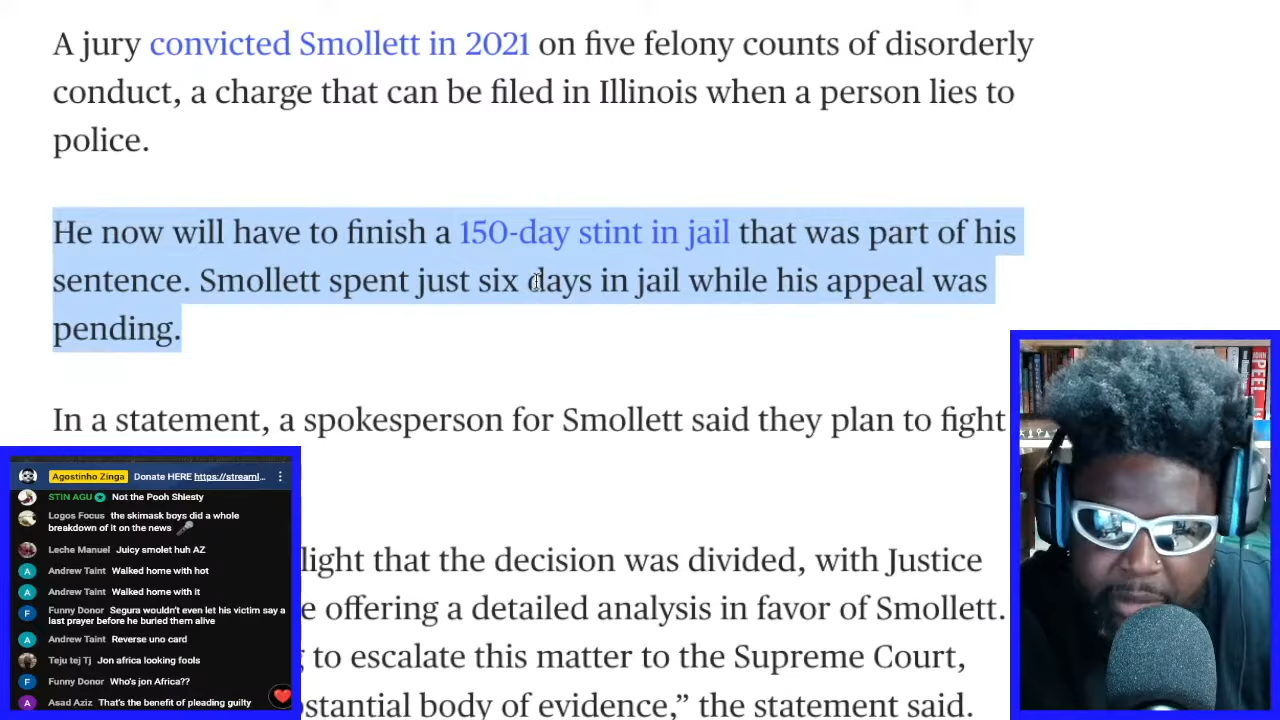 A jury convicted Smollett in 2021 on five felony counts of disorderly
conduct, a charge that can be filed in Illinois when a person lies to
police.
He now will have to finish a 150-day stint in jail that was part of his
sentence. Smollett spent just six days in jail while his appeal was
pending.
In a statement, a spokesperson for Smollett said they plan to fight
light that the decision was divided, with Justice
e offering a detailed analysis in favor of Smollett.
g to escalate this matter to the Supreme Court,
bstantial body of evidence,” the statement said.
Agostinho Zinga Donate HERE https://streaml...
STIN AGU Not the Pooh Shiesty
Logos Focus the skimask boys did a whole
breakdown of it on the news
Leche Manuel Juicy smolet huh AZ
Andrew Taint Walked home with hot
Andrew Taint Walked home with it
Funny Donor Segura wouldn't even let his victim say a
last prayer before he buried them alive
Andrew Taint Reverse uno card
Teju tej Tj Jon africa looking fools
Funny Donor Who's jon Africa??
Asad Aziz That's the benefit of pleading guilty
PEEL